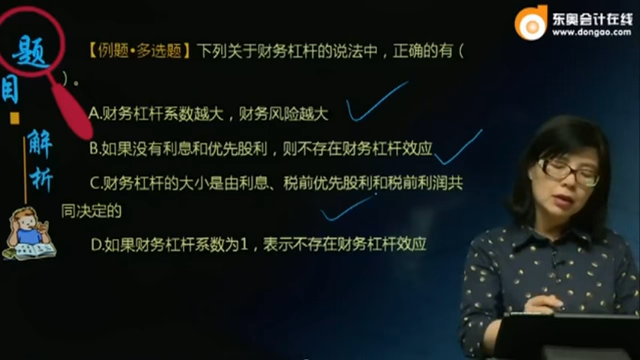 东奥会计在线
www.dongao.com
题目
解析
【例题·多选题】下列关于财务杠杆的说法中，正确的有（
）。
A.财务杠杆系数越大，财务风险越大
B.如果没有利息和优先股利，则不存在财务杠杆效应
C.财务杠杆的大小是由利息、税前优先股利和税前利润共
同决定的
D.如果财务杠杆系数为1，表示不存在财务杠杆效应